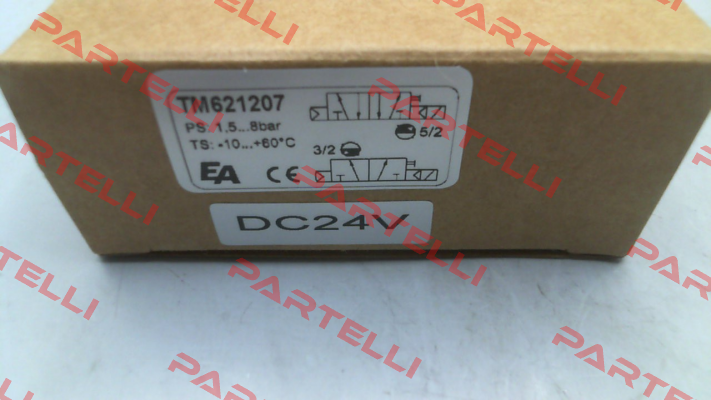 TM621207
PS: 1,5...8bar
5/2
TS: -10...+60°C
3/2
EA CE
DC24V
PARTELLI
PARTELLI
PARTELLI
PARTELLI
PARTELLI
PARTELLI
PARTELLI
PARTELLI